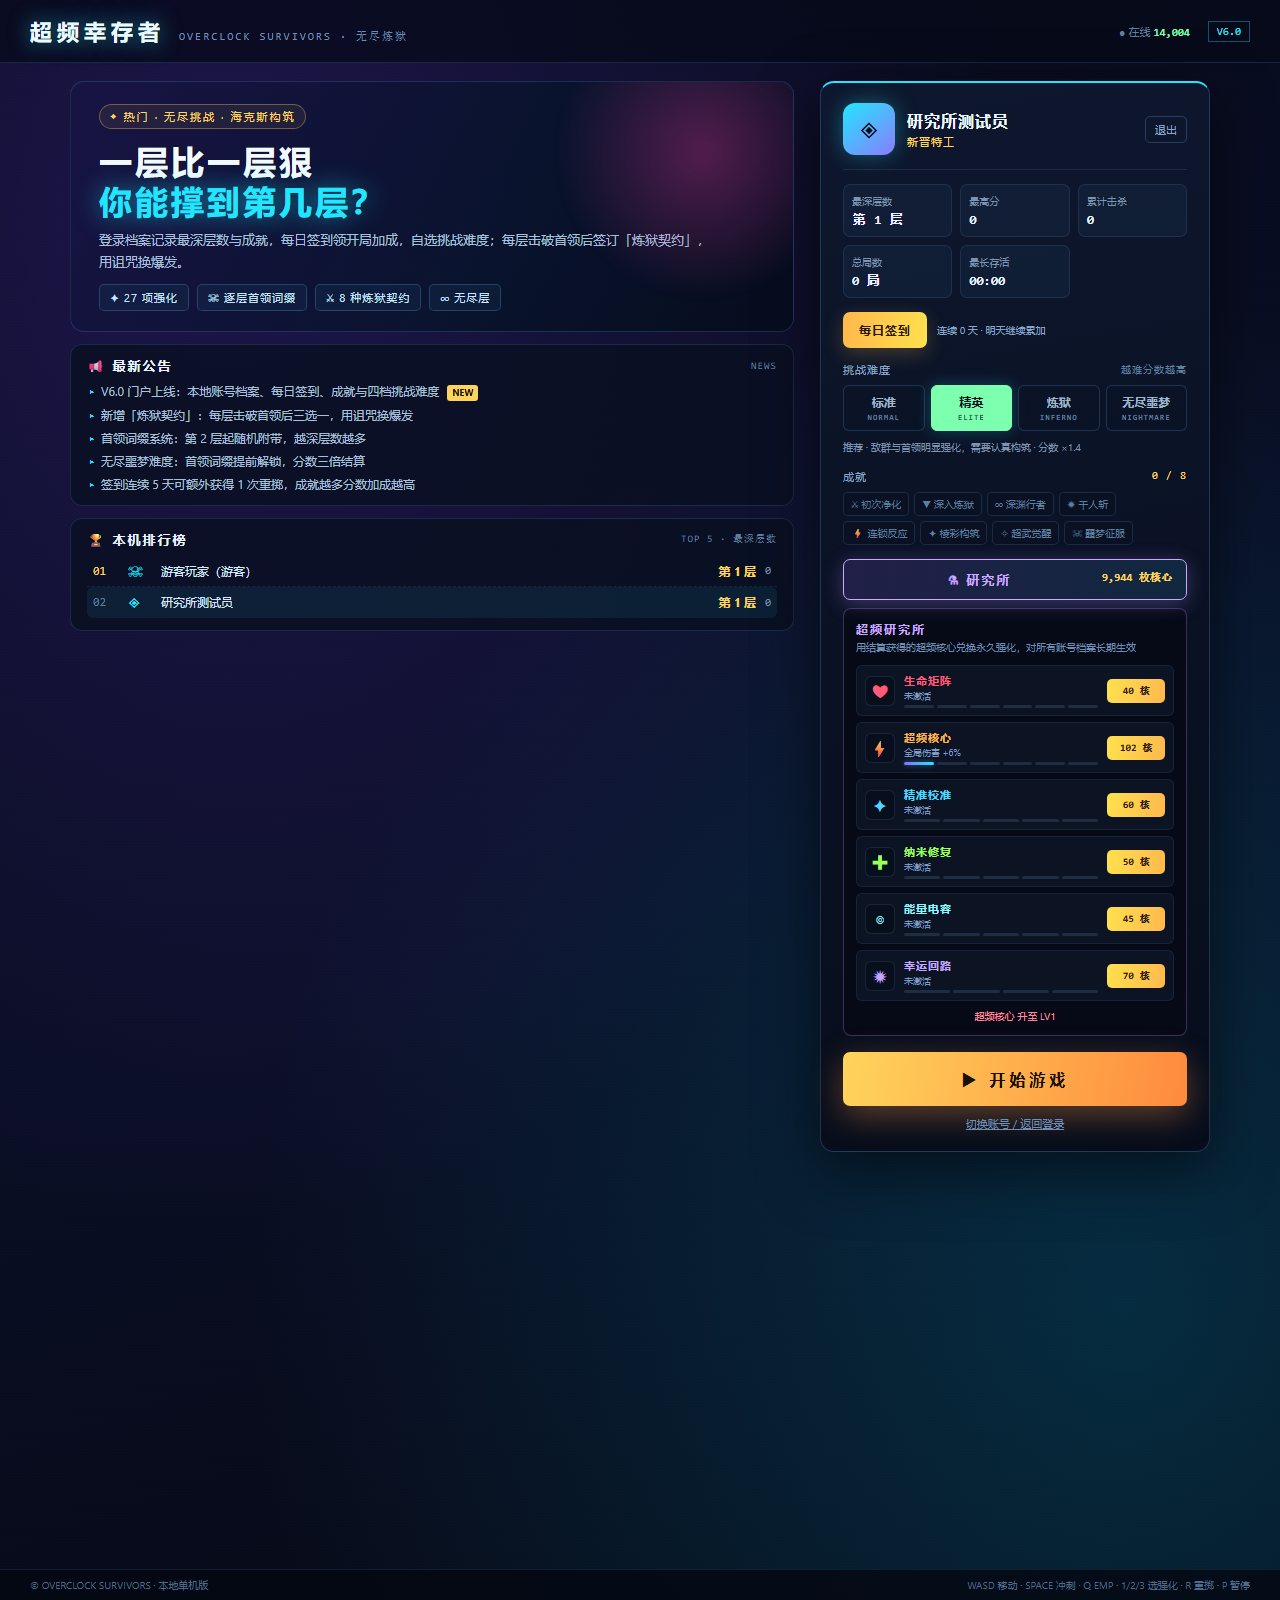 超频幸存者 OVERCLOCK SURVIVORS · 无尽炼狱
● 在线 14,004 V6.0
✦ 热门 · 无尽挑战 · 海克斯构筑
一层比一层狠
你能撑到第几层？
登录档案记录最深层数与成就，每日签到领开局加成，自选挑战难度；每层击破首领后签订「炼狱契约」，
用诅咒换爆发。
✦ 27 项强化 ☠ 逐层首领词缀 ⚔ 8 种炼狱契约 ∞ 无尽层
📢 最新公告 NEWS
▸ V6.0 门户上线：本地账号档案、每日签到、成就与四档挑战难度 NEW
▸ 新增「炼狱契约」：每层击破首领后三选一，用诅咒换爆发
▸ 首领词缀系统：第 2 层起随机附带，越深层数越多
▸ 无尽噩梦难度：首领词缀提前解锁，分数三倍结算
▸ 签到连续 5 天可额外获得 1 次重掷，成就越多分数加成越高
🏆 本机排行榜 TOP 5 · 最深层数
01 ☠ 游客玩家（游客） 第 1 层 0
02 ◈ 研究所测试员 第 1 层 0
◈ 研究所测试员 退出
新晋特工
最深层数 最高分 累计击杀
第 1 层 0 0
总局数 最长存活
0 局 00:00
每日签到 连续 0 天 · 明天继续累加
挑战难度 越难分数越高
标准 精英 炼狱 无尽噩梦
NORMAL ELITE INFERNO NIGHTMARE
推荐 · 敌群与首领明显强化，需要认真构筑 · 分数 ×1.4
成就 0 / 8
⚔ 初次净化 ▼ 深入炼狱 ∞ 深渊行者 ✹ 千人斩
⚡ 连锁反应 ✦ 棱彩构筑 ✧ 超武觉醒 ☠ 噩梦征服
⚗ 研究所 9,944 枚核心
超频研究所
用结算获得的超频核心兑换永久强化，对所有账号档案长期生效
生命矩阵
未激活
40 核
超频核心
全局伤害 +6%
102 核
精准校准
未激活
60 核
纳米修复
未激活
50 核
能量电容
未激活
45 核
幸运回路
未激活
70 核
超频核心 升至 LV1
▶ 开始游戏
切换账号 / 返回登录
© OVERCLOCK SURVIVORS · 本地单机版 WASD 移动 · SPACE 冲刺 · Q EMP · 1/2/3 选强化 · R 重掷 · P 暂停